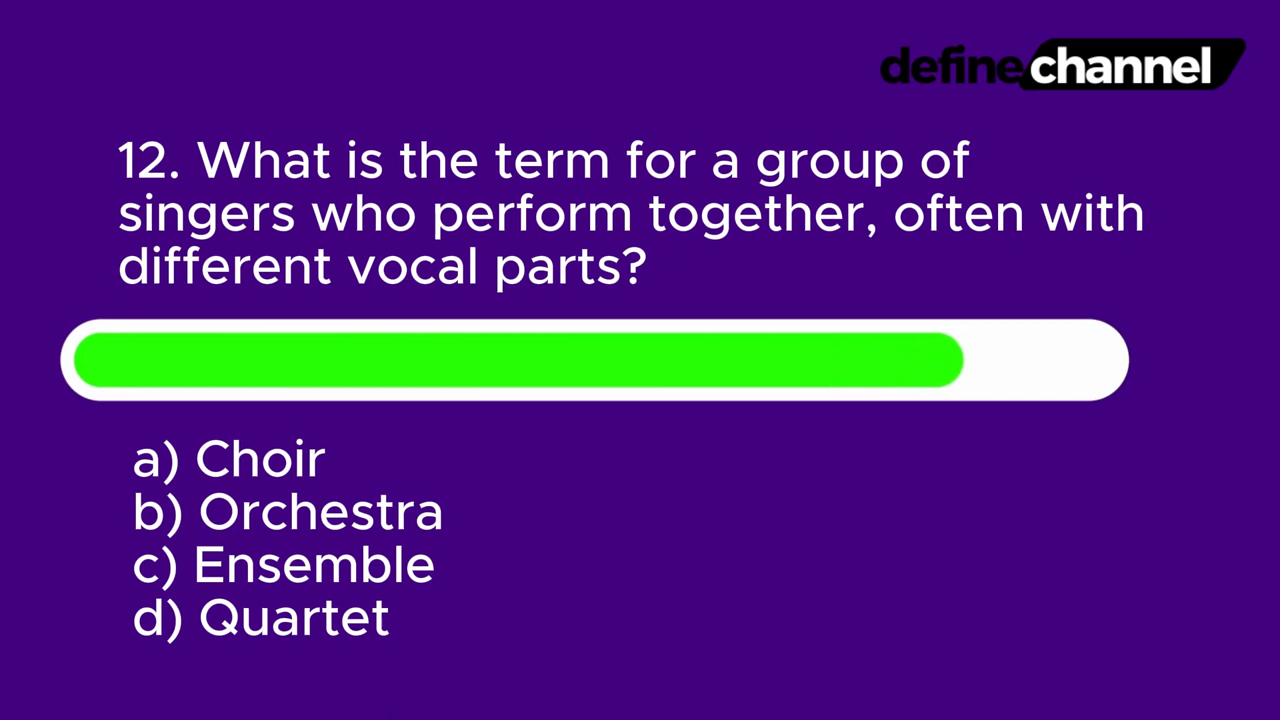 definechannel
12. What is the term for a group of
singers who perform together, often with
different vocal parts?
a) Choir
b) Orchestra
c) Ensemble
d) Quartet